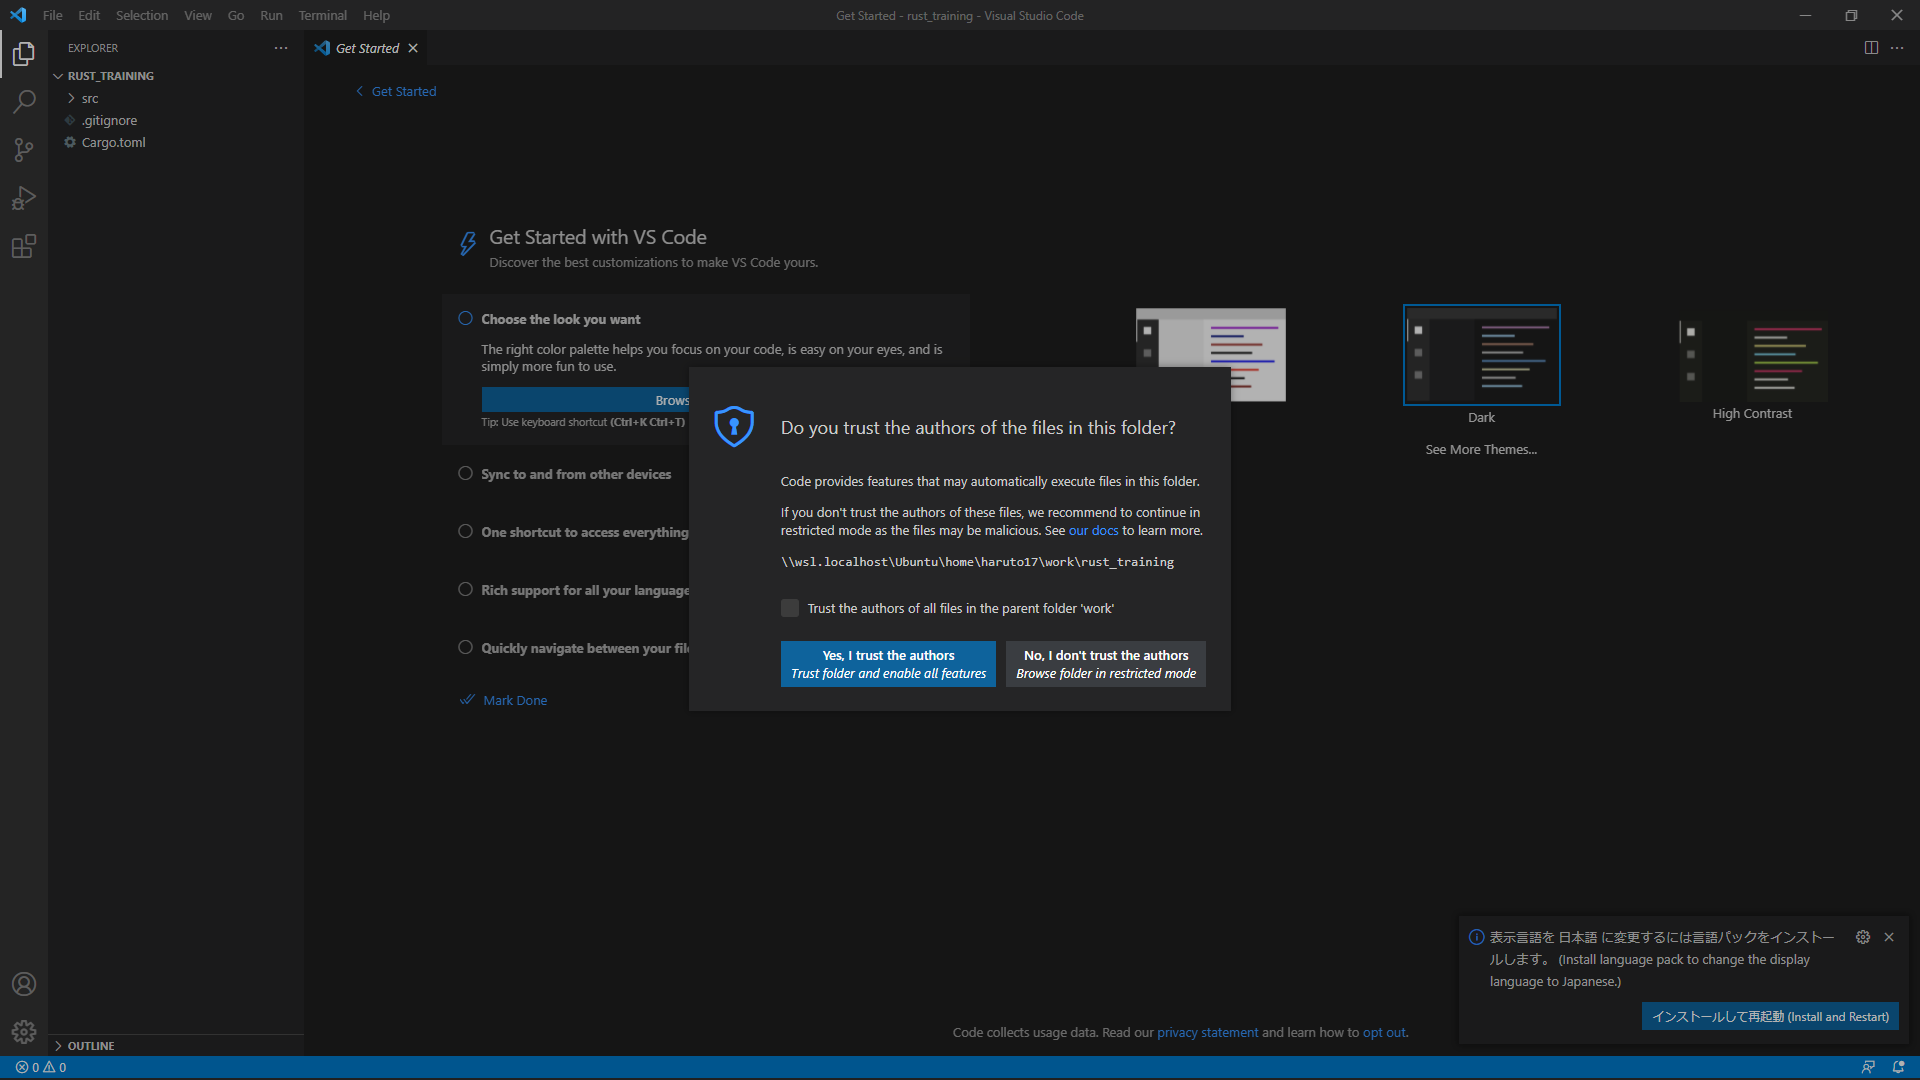 File Edit Selection View Go Run Terminal Help
Get Started - rust_training - Visual Studio Code
EXPLORER
RUST_TRAINING
src
.gitignore
Cargo.toml
OUTLINE
Get Started
Get Started
Get Started with VS Code
Discover the best customizations to make VS Code yours.
Choose the look you want
The right color palette helps you focus on your code, is easy on your eyes, and is
simply more fun to use.
Brows
Tip: Use keyboard shortcut (Ctrl+K Ctrl+T)
Sync to and from other devices
One shortcut to access everything
Rich support for all your language
Quickly navigate between your fil
Mark Done
Dark
High Contrast
See More Themes...
Do you trust the authors of the files in this folder?
Code provides features that may automatically execute files in this folder.
If you don't trust the authors of these files, we recommend to continue in
restricted mode as the files may be malicious. See our docs to learn more.
\\wsl.localhost\Ubuntu\home\haruto17\work\rust_training
Trust the authors of all files in the parent folder 'work'
Yes, I trust the authors
Trust folder and enable all features
No, I don't trust the authors
Browse folder in restricted mode
表示言語を 日本語 に変更するには言語パックをインストー
ルします。 (Install language pack to change the display
language to Japanese.)
インストールして再起動 (Install and Restart)
Code collects usage data. Read our privacy statement and learn how to opt out.
0 0